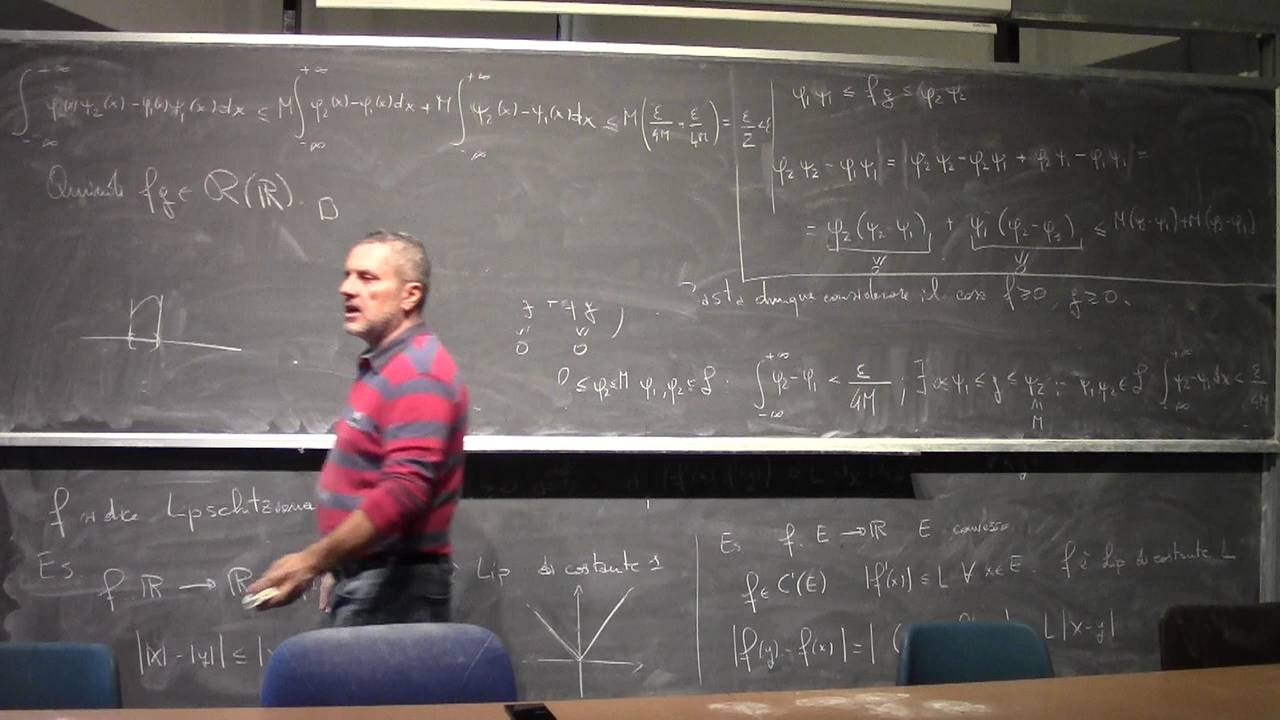 ∫_{-∞}^{+∞} φ₂(x)ψ₂(x) - φ₁(x)ψ₁(x) dx ≤ M ∫_{-∞}^{+∞} φ₂(x) - φ₁(x) dx + M ∫_{-∞}^{+∞} ψ₂(x) - ψ₁(x) dx ≤ M(ε/4M + ε/4M) = ε/2 < ε
Quindi fg ∈ R(ℝ). □
φ₁ψ₁ ≤ fg ≤ φ₂ψ₂
|φ₂ψ₂ - φ₁ψ₁| = |φ₂ψ₂ - φ₂ψ₁ + φ₂ψ₁ - φ₁ψ₁| =
= φ₂(ψ₂-ψ₁) + ψ₁(φ₂-φ₁) ≤ M(ψ₂-ψ₁)+M(φ₂-φ₁)
dunque considerare il caso f ≥ 0, g ≥ 0.
0 ≤ φ₂ ≤ M φ₁, φ₂ ∈ 𝒮 : ∫_{-∞}^{+∞} φ₂-φ₁ < ε/4M ; ∃ 0≤ψ₁ ≤ g ≤ ψ₂ : ψ₁,ψ₂ ∈ 𝒮 ∫_{-∞}^{+∞} ψ₂-ψ₁ dx < ε/4M
M
f si dice Lipschitziana
Es. f: ℝ → ℝ
Lip di costante 1
||x| - |y|| ≤ |
Es f: E → ℝ E connesso
f ∈ C'(E) |f'(x)| ≤ L ∀ x ∈ E. f è Lip di costante L
|f(y) - f(x)| = |
L |x-y|